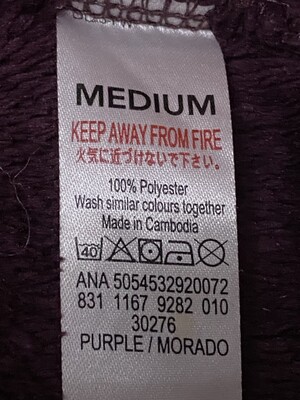 MEDIUM
KEEP AWAY FROM FIRE
火気に近づけないで下さい。
100% Polyester
Wash similar colours together
Made in Cambodia
40
ANA 5054532920072
831 1167 9282 010
30276
PURPLE / MORADO